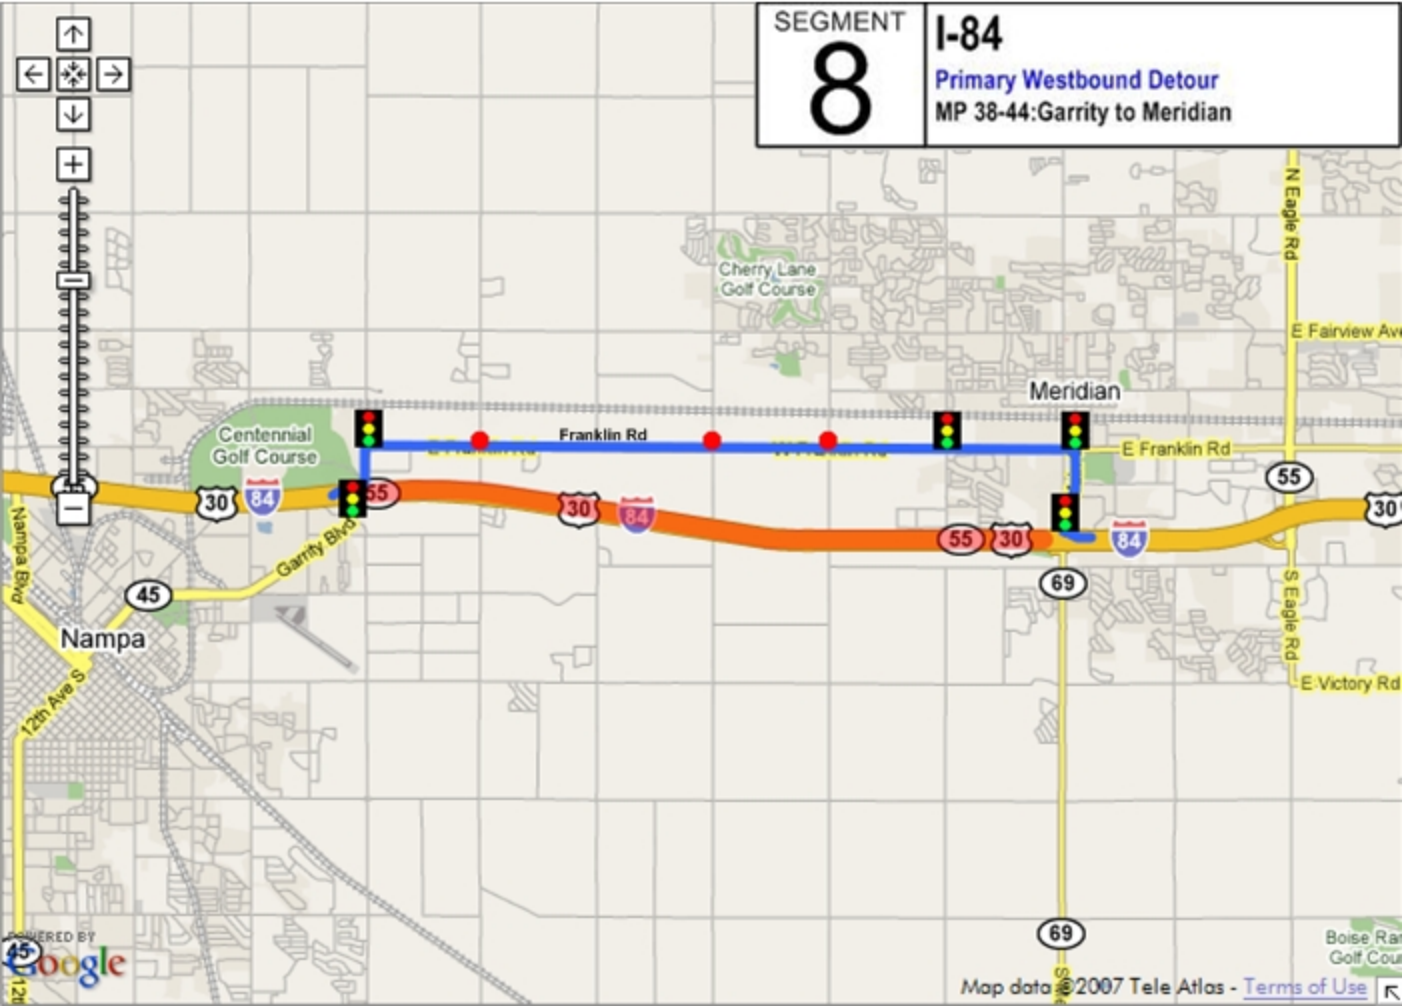 SEGMENT
8
I-84
Primary Westbound Detour
MP 38-44:Garrity to Meridian
N Eagle Rd
Cherry Lane
Golf Course
E Fairview Ave
Meridian
Centennial
Golf Course
Franklin Rd
E Franklin Rd
55
30
84
55
30
84
55
30
84
30
Nampa Blvd
Garrity Blvd
45
69
S Eagle Rd
Nampa
E Victory Rd
12th Ave S
69
Boise Ran
Golf Cour
POWERED BY
Google
45
12t
Map data ©2007 Tele Atlas - Terms of Use